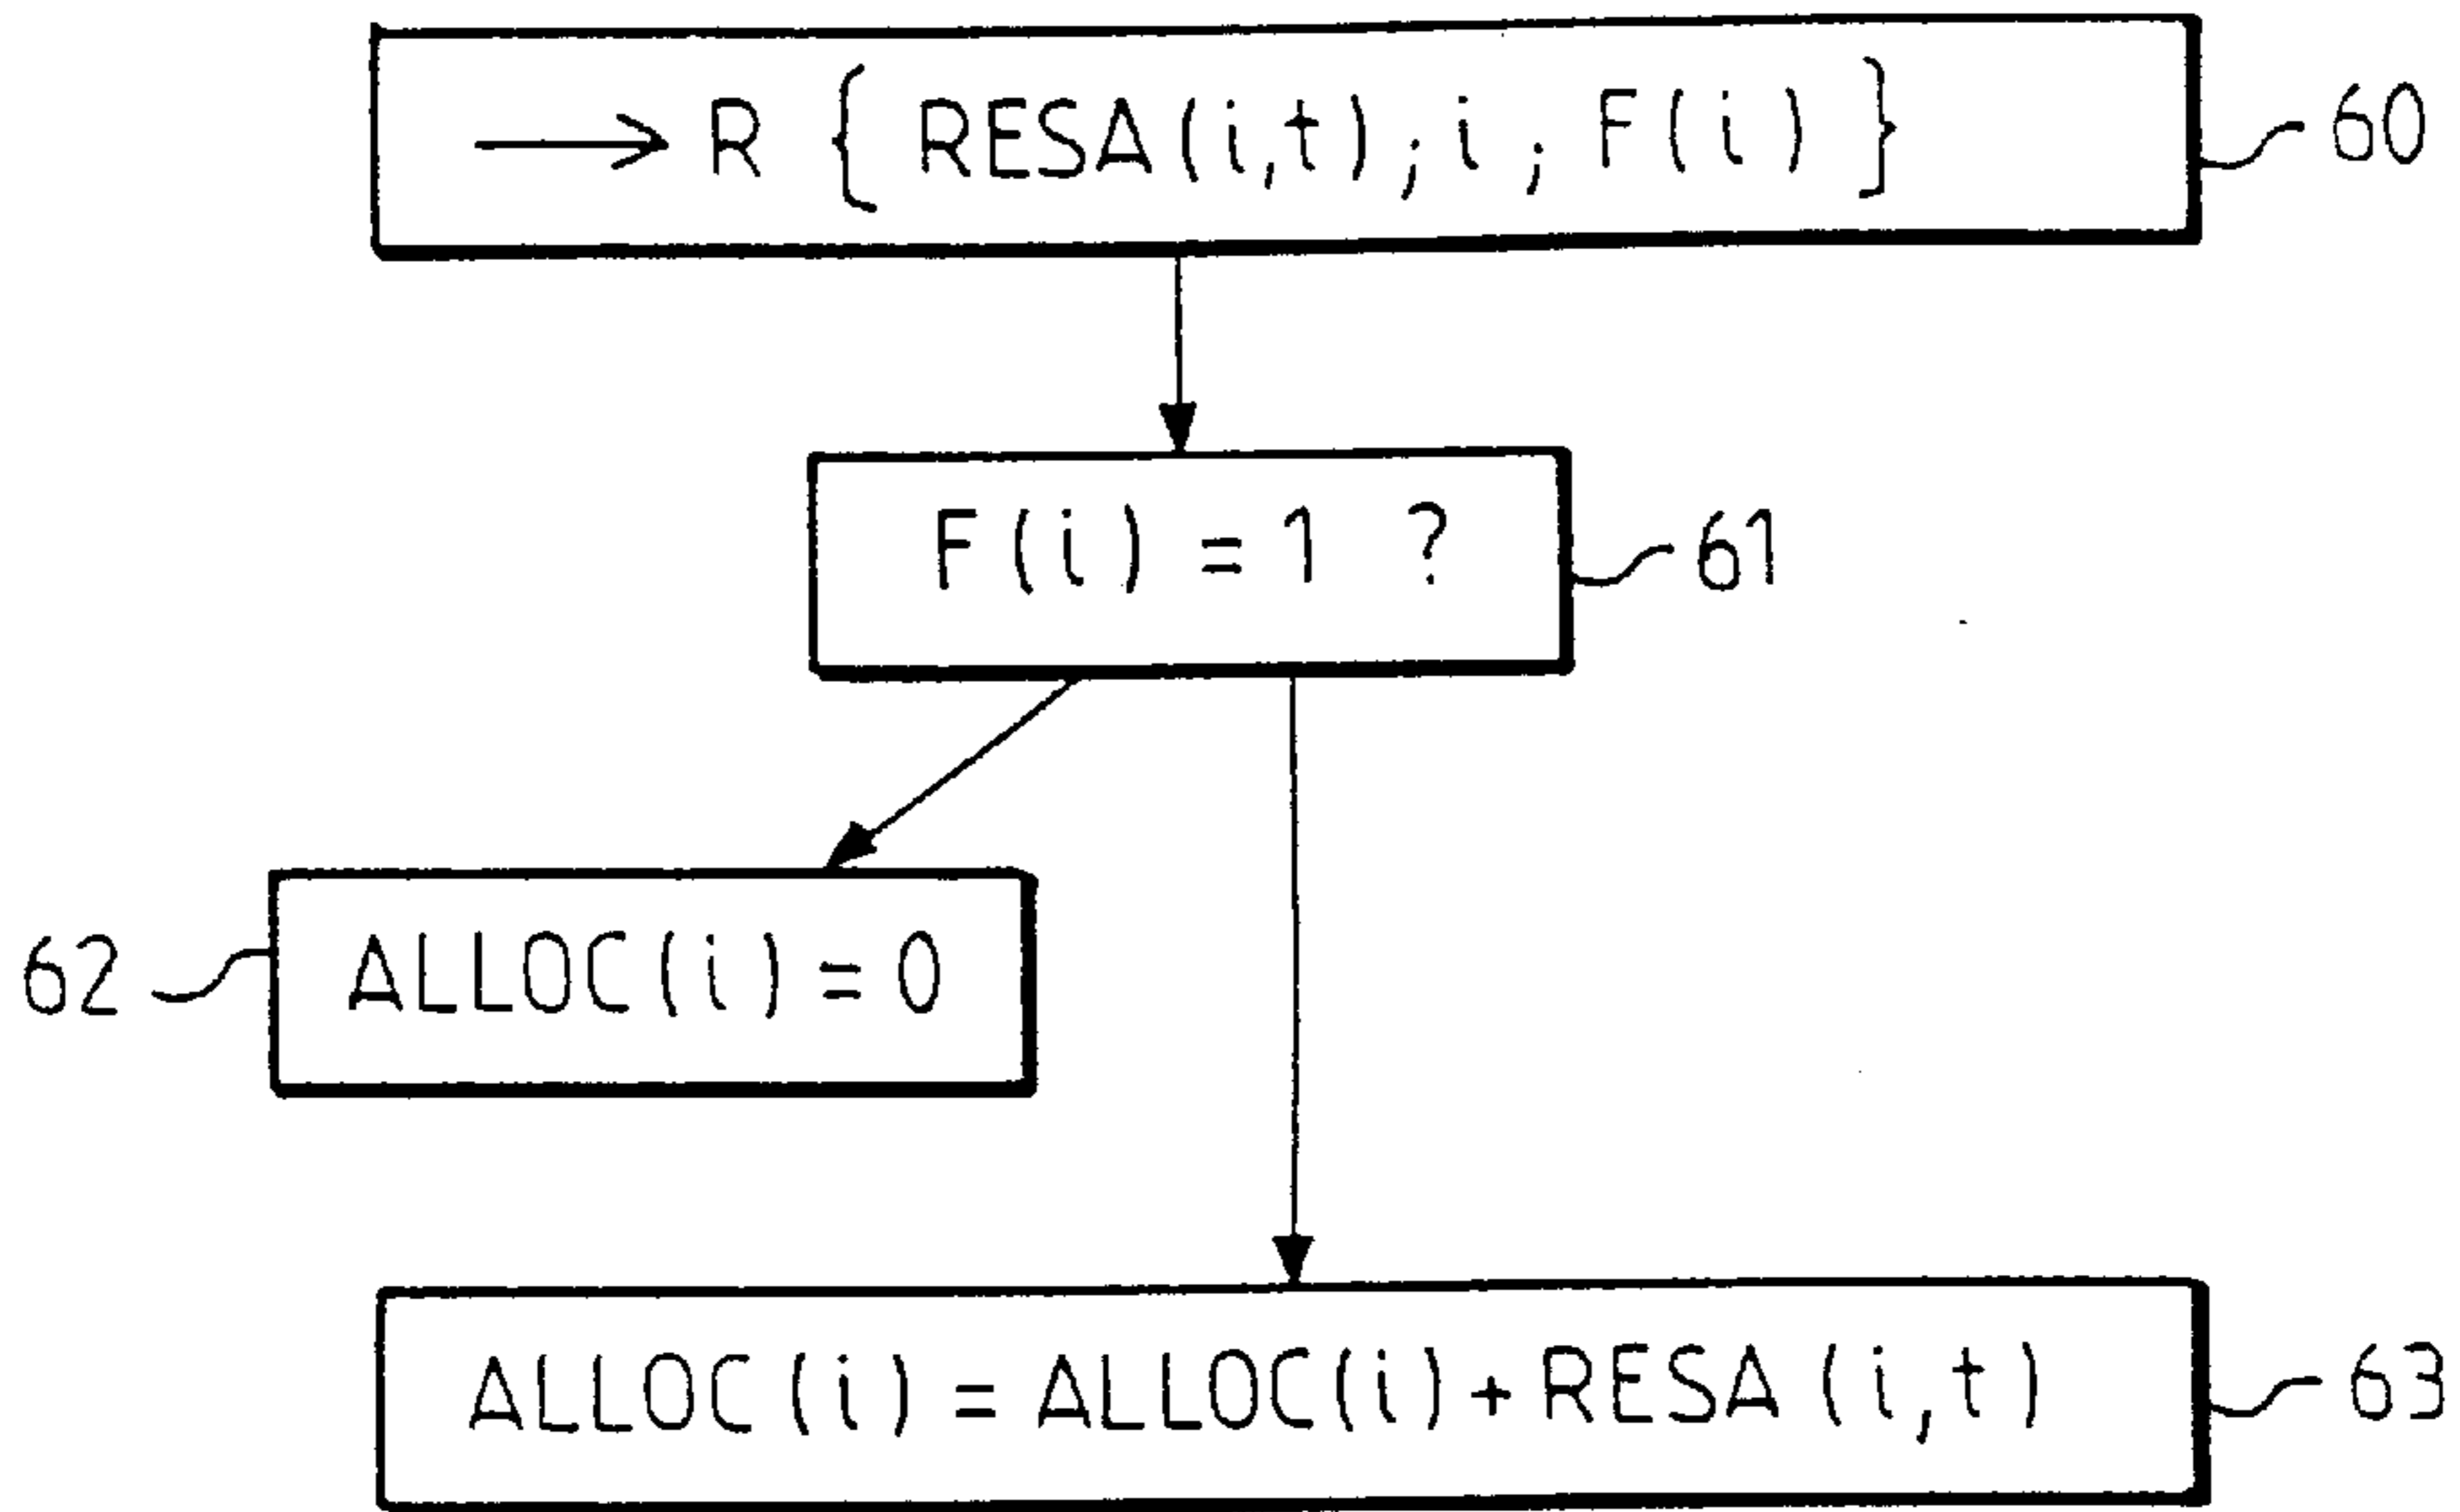 → R { RESA(i,t); i ; F(i) } 60
F(i) = 1 ? 61
62 ALLOC(i) = 0
ALLOC(i) = ALLOC(i) + RESA (i,t) 63